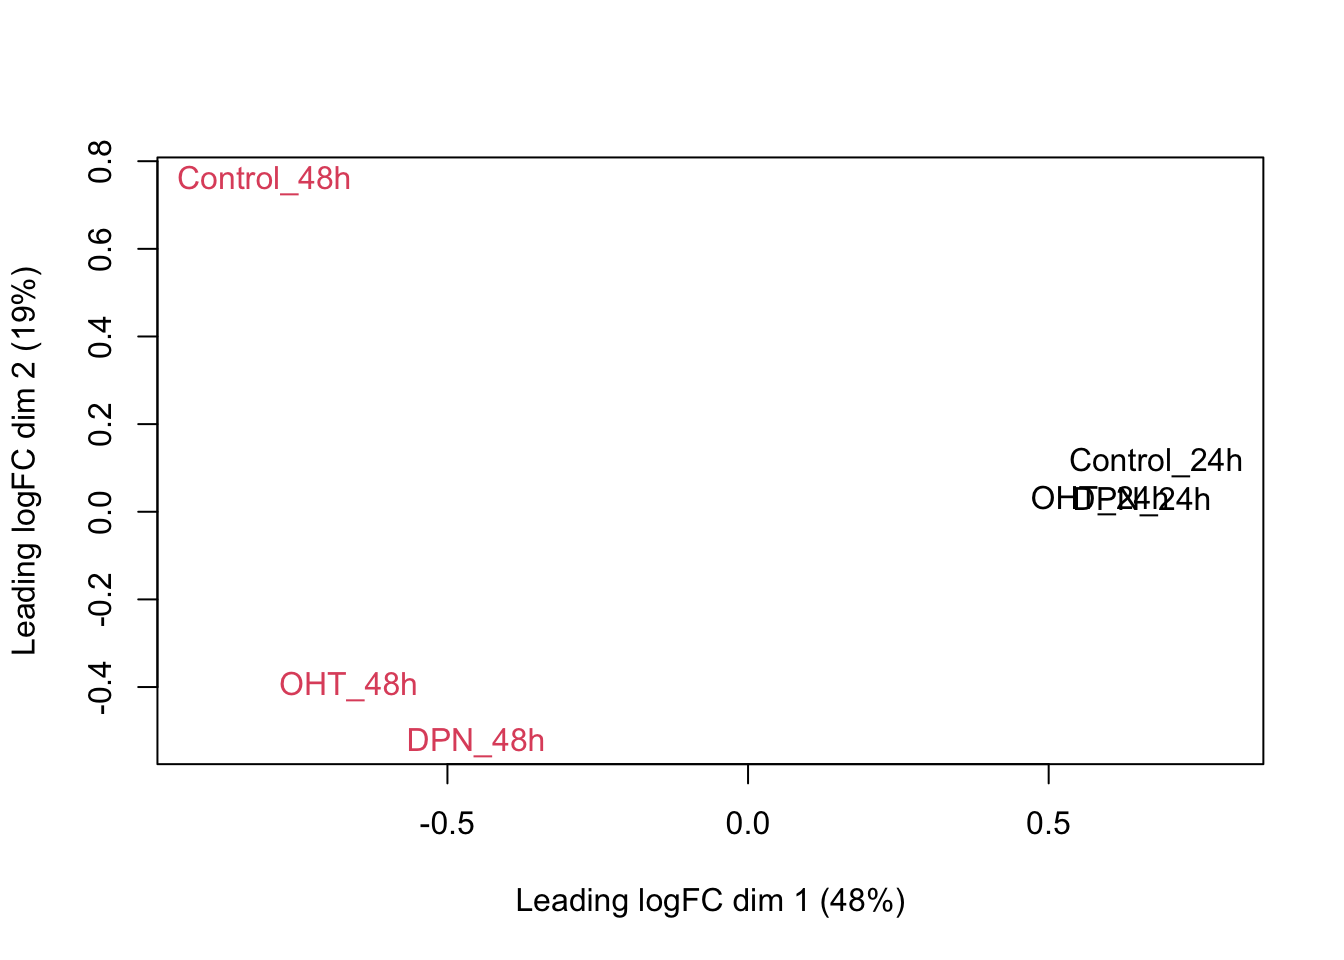 0.8
0.6
0.4
0.2
0.0
-0.2
-0.4
Leading logFC dim 2 (19%)
Control_48h
Control_24h
OHT_24h
DPN_24h
OHT_48h
DPN_48h
-0.5
0.0
0.5
Leading logFC dim 1 (48%)